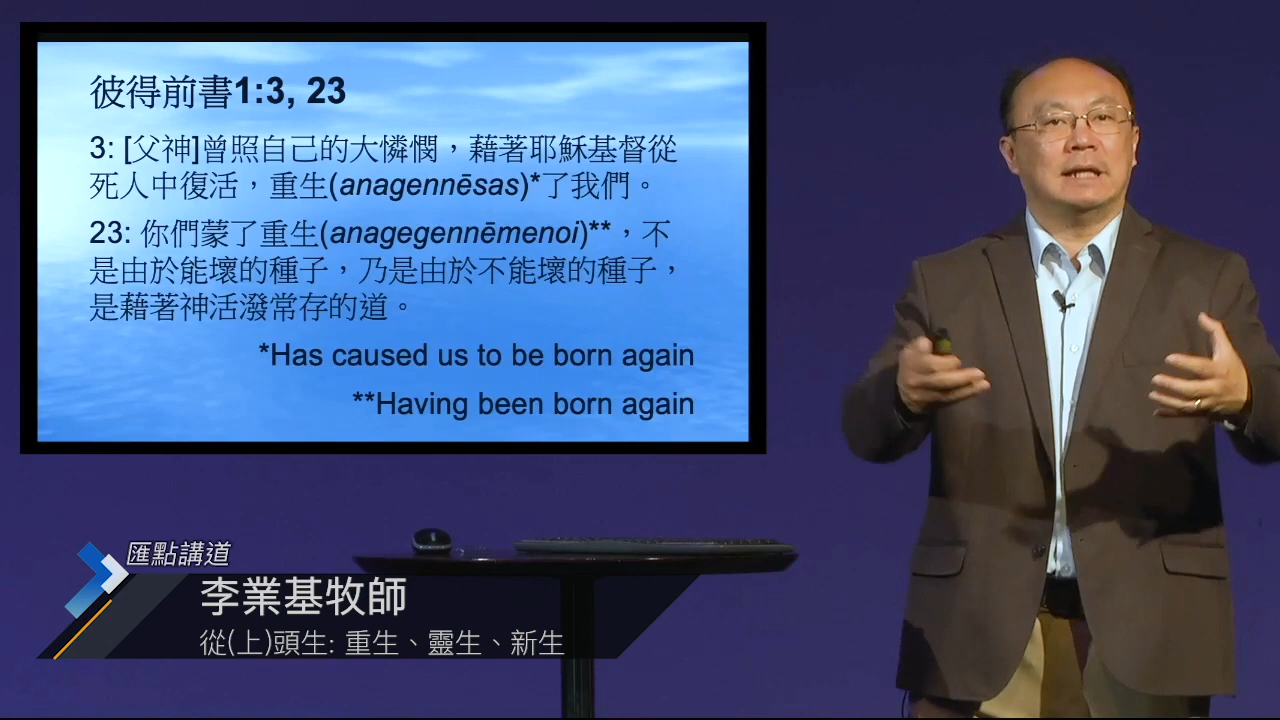 彼得前書1:3, 23
3: [父神]曾照自己的大憐憫，藉著耶穌基督從
死人中復活，重生(anagennēsas)*了我們。
23: 你們蒙了重生(anagegennēmenoi)**，不
是由於能壞的種子，乃是由於不能壞的種子，
是藉著神活潑常存的道。
*Has caused us to be born again
**Having been born again
匯點講道
李業基牧師
從(上)頭生: 重生、靈生、新生